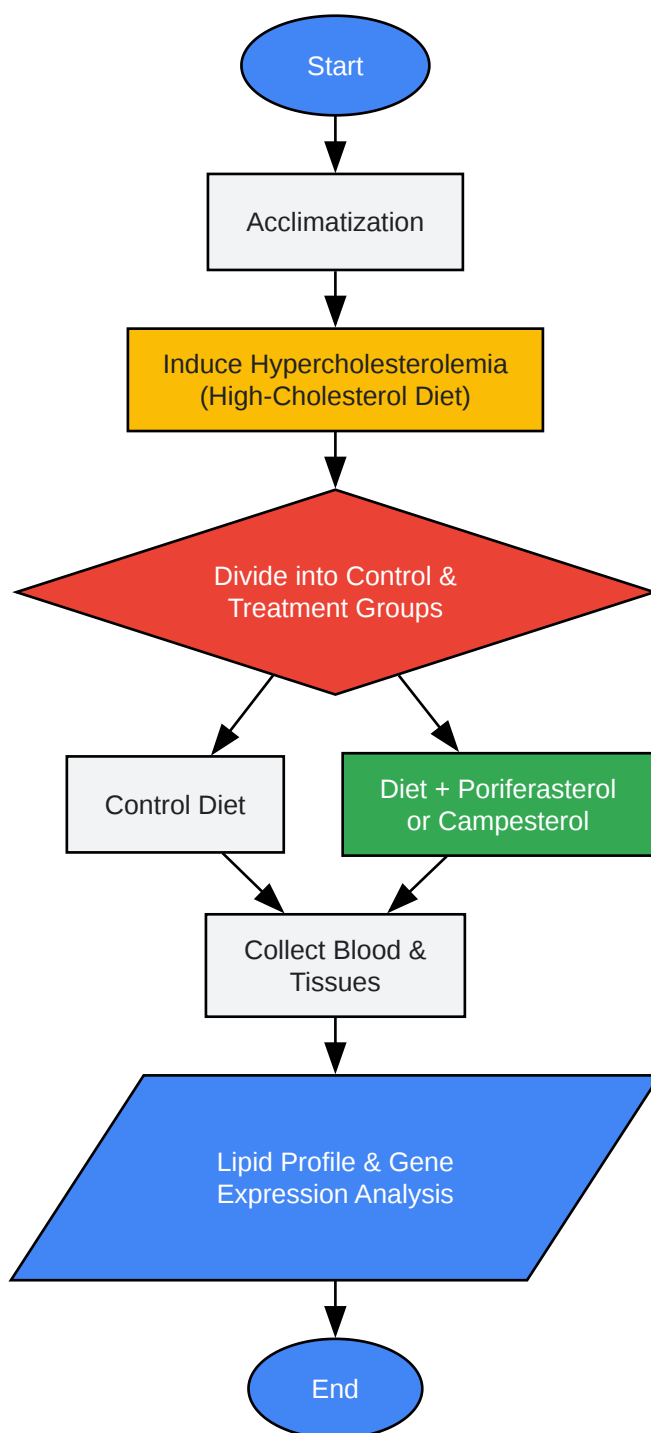 Start
Acclimatization
Induce Hypercholesterolemia
(High-Cholesterol Diet)
Divide into Control &
Treatment Groups
Control Diet
Diet + Poriferasterol
or Campesterol
Collect Blood &
Tissues
Lipid Profile & Gene
Expression Analysis
End